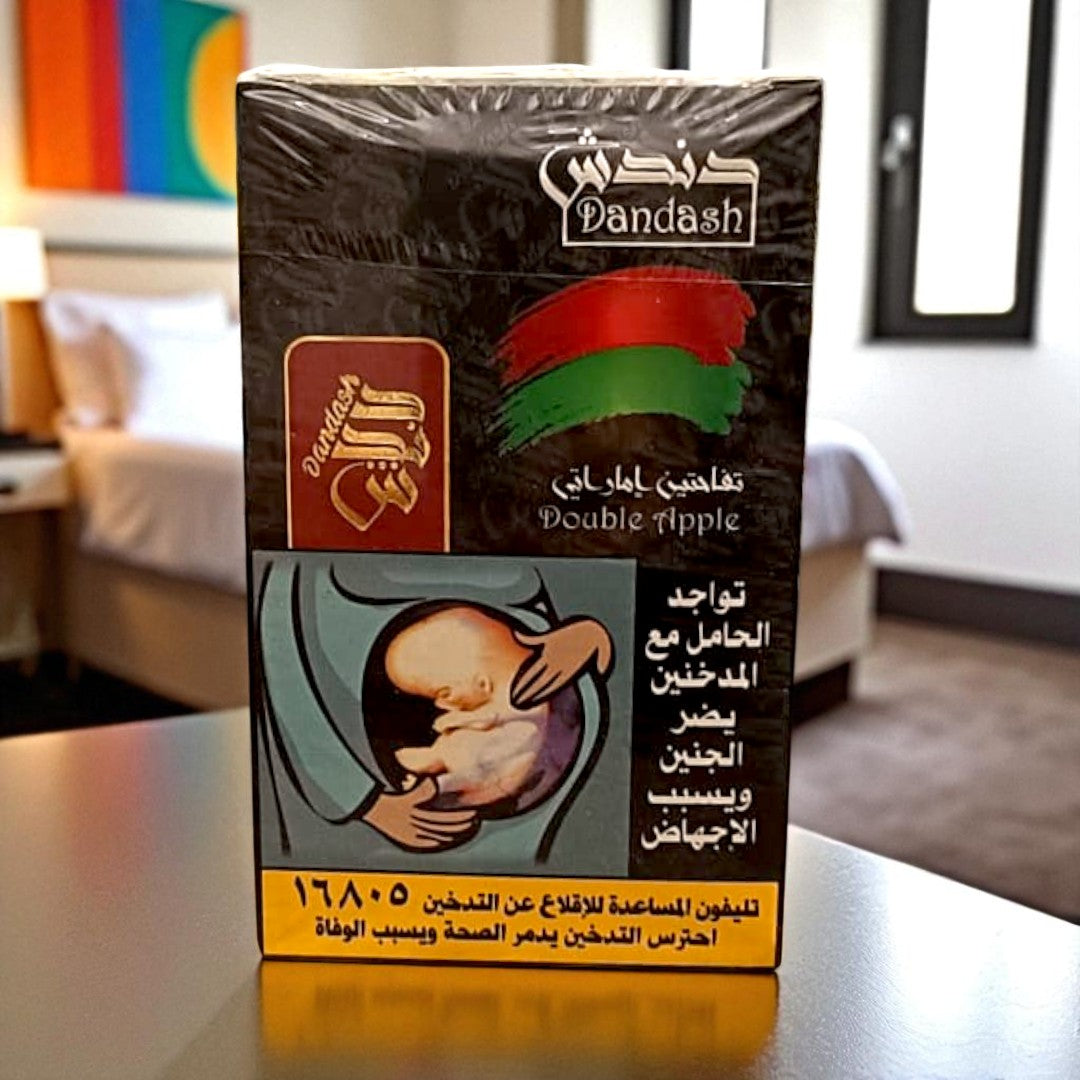 دندش
Dandash
Dandash
دندش
تفاحتين إماراتي
Double Apple
تواجد
الحامل مع
المدخنين
يضر
الجنين
ويسبب
الإجهاض
تليفون المساعدة للإقلاع عن التدخين ١٦٨٠٥
احترس التدخين يدمر الصحة ويسبب الوفاة